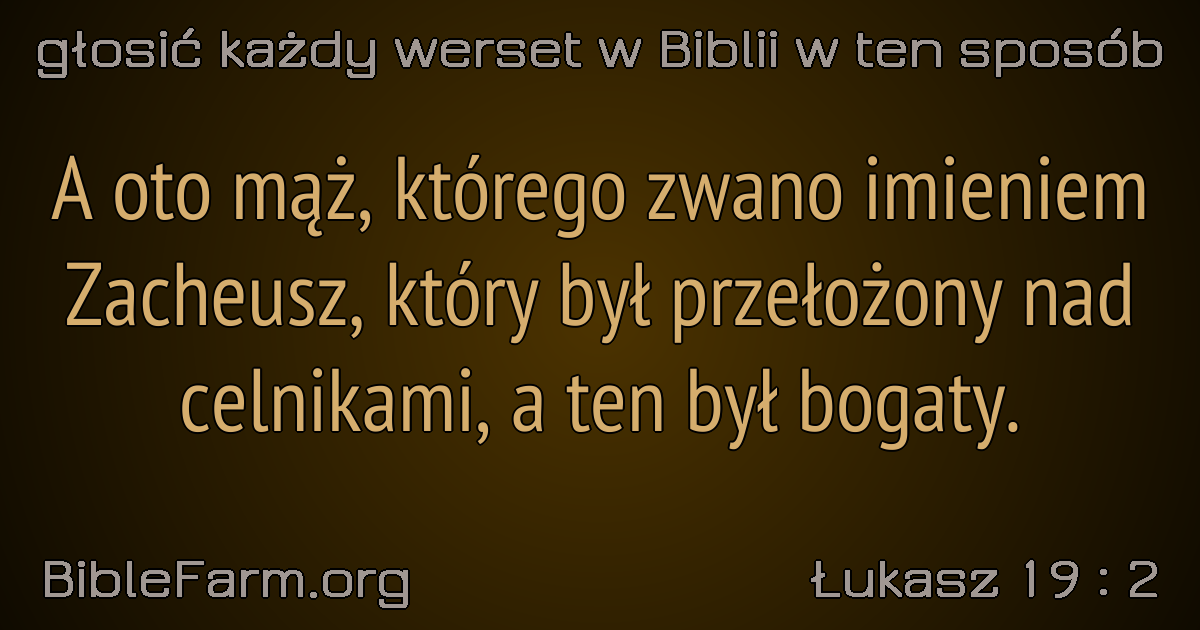 głosić każdy werset w Biblii w ten sposób
A oto mąż, którego zwano imieniem
Zacheusz, który był przełożony nad
celnikami, a ten był bogaty.
BibleFarm.org
Łukasz 19 : 2